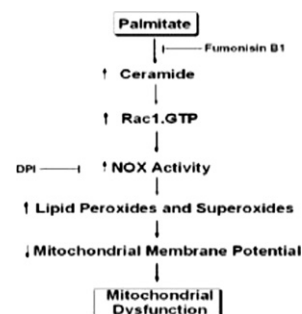 Palmitate
Fumonisin B1
↑ Ceramide
↑ Rac1.GTP
DPI
↑NOX Activity
↑ Lipid Peroxides and Superoxides
↓Mitochondrial Membrane Potential
Mitochondrial
Dysfunction